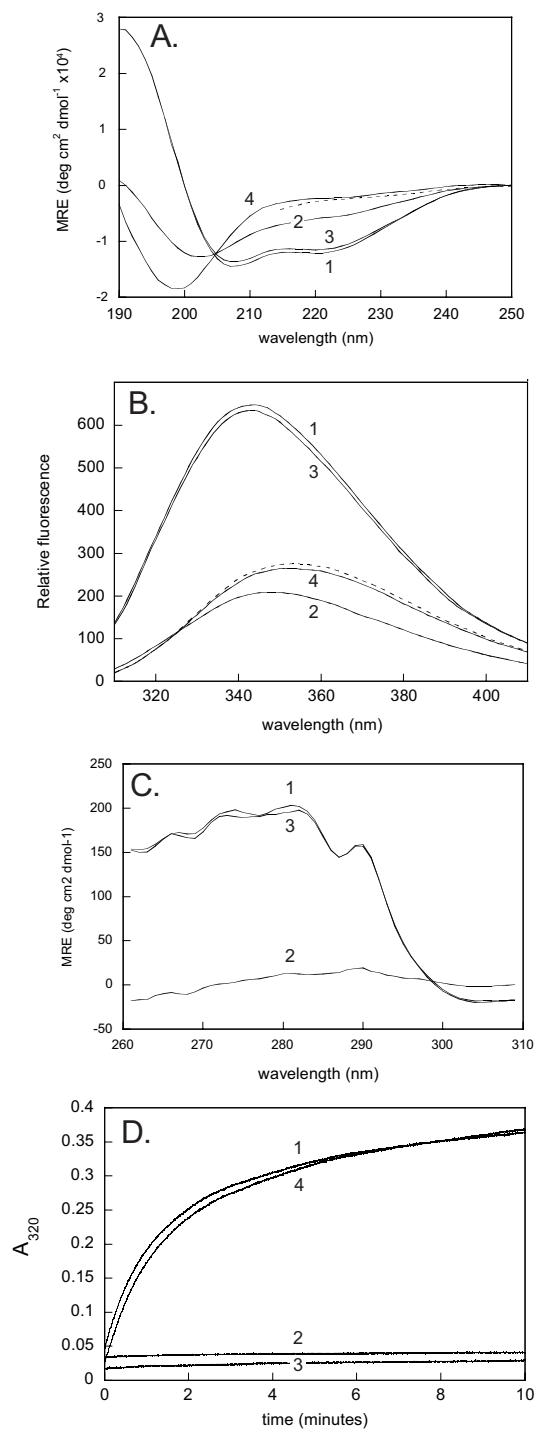 A.
3
2
1
0
-1
-2
MRE (deg cm² dmol⁻¹ x10⁴)
4
2
3
1
190 200 210 220 230 240 250
wavelength (nm)
B.
600
500
400
300
200
100
0
Relative fluorescence
1
3
4
2
320 340 360 380 400
wavelength (nm)
C.
250
200
150
100
50
0
-50
MRE (deg cm2 dmol-1)
1
3
2
260 270 280 290 300 310
wavelength (nm)
D.
0.4
0.35
0.3
0.25
0.2
0.15
0.1
0.05
0
A₃₂₀
1
4
2
3
0 2 4 6 8 10
time (minutes)